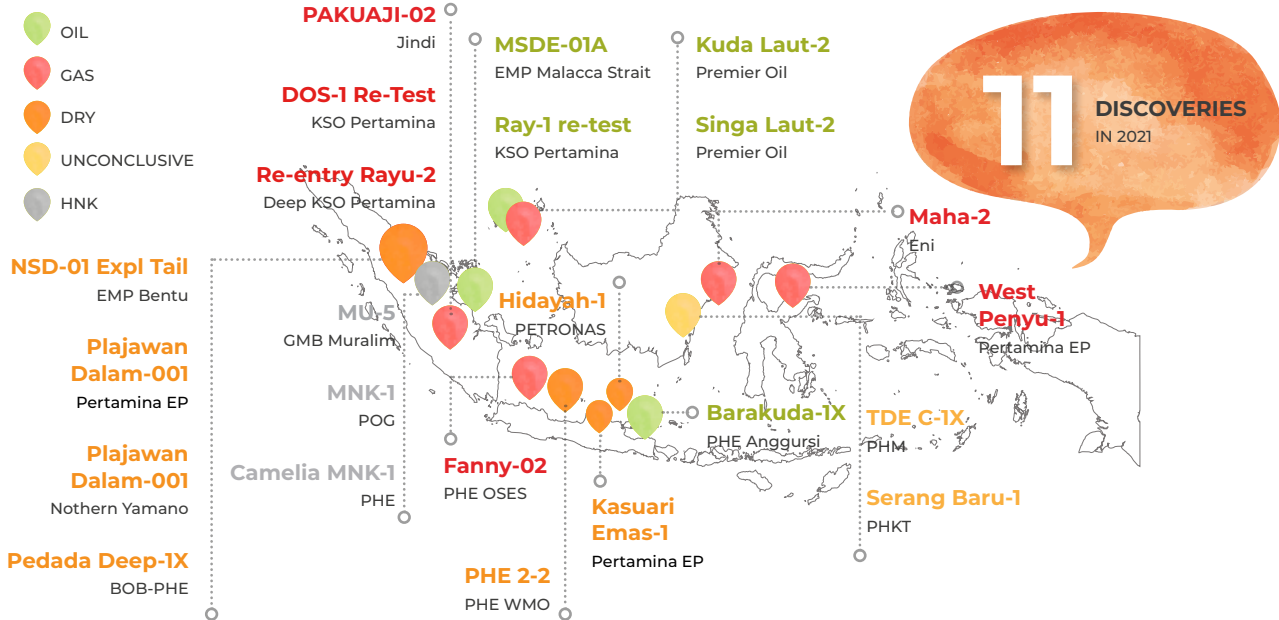 OIL
GAS
DRY
UNCONCLUSIVE
HNK
PAKUAJI-02
Jindi
DOS-1 Re-Test
KSO Pertamina
Re-entry Rayu-2
Deep KSO Pertamina
MSDE-01A
EMP Malacca Strait
Ray-1 re-test
KSO Pertamina
Kuda Laut-2
Premier Oil
Singa Laut-2
Premier Oil
11
DISCOVERIES
IN 2021
Maha-2
Eni
West
Penyu-1
Pertamina EP
NSD-01 Expl Tail
EMP Bentu
Plajawan
Dalam-001
Pertamina EP
Plajawan
Dalam-001
Nothern Yamano
Pedada Deep-1X
BOB-PHE
MU-5
GMB Muralim
MNK-1
POG
Camelia MNK-1
PHE
Hidayah-1
PETRONAS
Fanny-02
PHE OSES
PHE 2-2
PHE WMO
Kasuari
Emas-1
Pertamina EP
Barakuda-1X
PHE Anggursi
TDE C-1X
PHM
Serang Baru-1
PHKT